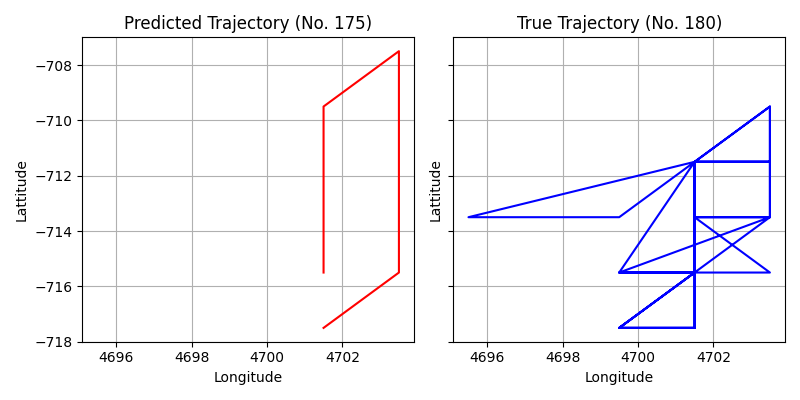 Predicted Trajectory (No. 175)
True Trajectory (No. 180)
−708
−710
−712
−714
−716
−718
Lattitude
Lattitude
4696 4698 4700 4702
4696 4698 4700 4702
Longitude
Longitude